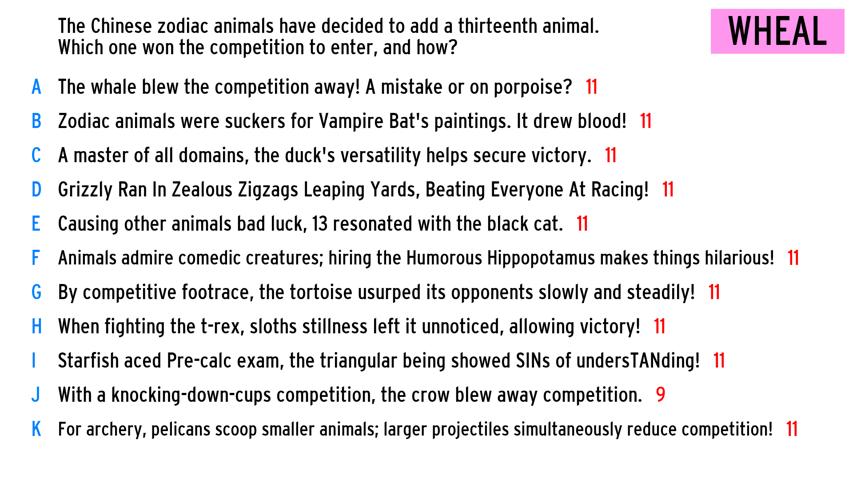 The Chinese zodiac animals have decided to add a thirteenth animal.
Which one won the competition to enter, and how?
WHEAL
A The whale blew the competition away! A mistake or on porpoise? 11
B Zodiac animals were suckers for Vampire Bat's paintings. It drew blood! 11
C A master of all domains, the duck's versatility helps secure victory. 11
D Grizzly Ran In Zealous Zigzags Leaping Yards, Beating Everyone At Racing! 11
E Causing other animals bad luck, 13 resonated with the black cat. 11
F Animals admire comedic creatures; hiring the Humorous Hippopotamus makes things hilarious! 11
G By competitive footrace, the tortoise usurped its opponents slowly and steadily! 11
H When fighting the t-rex, sloths stillness left it unnoticed, allowing victory! 11
I Starfish aced Pre-calc exam, the triangular being showed SINs of undersTANding! 11
J With a knocking-down-cups competition, the crow blew away competition. 9
K For archery, pelicans scoop smaller animals; larger projectiles simultaneously reduce competition! 11